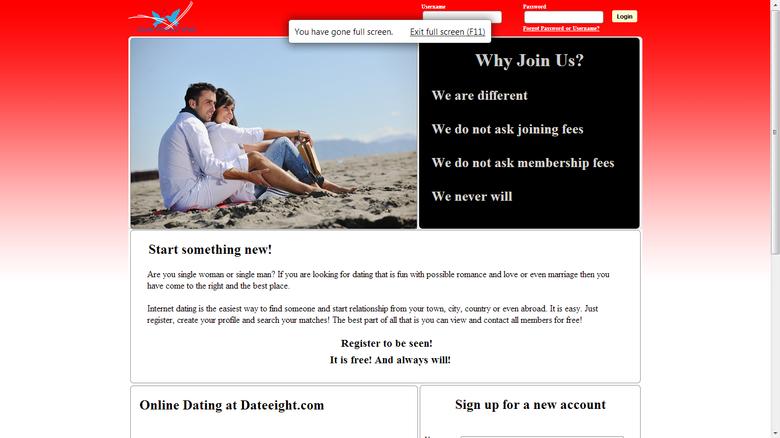 Username
Password
Login
Forgot Password or Username?
You have gone full screen.
Exit full screen (F11)
Why Join Us?
We are different
We do not ask joining fees
We do not ask membership fees
We never will
Start something new!
Are you single woman or single man? If you are looking for dating that is fun with possible romance and love or even marriage then you
have come to the right and the best place.
Internet dating is the easiest way to find someone and start relationship from your town, city, country or even abroad. It is easy. Just
register, create your profile and search your matches! The best part of all that is you can view and contact all members for free!
Register to be seen!
It is free! And always will!
Online Dating at Dateeight.com
Sign up for a new account